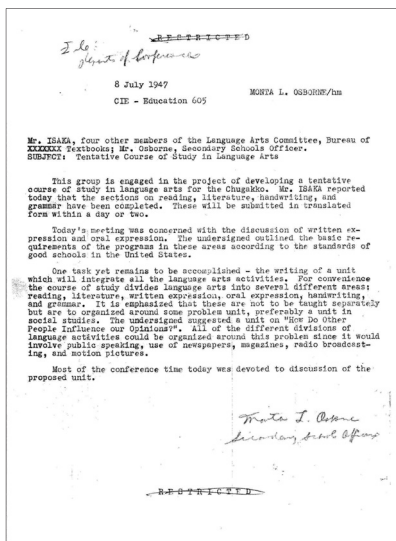 RESTRICTED
File:
Reports of Conference
8 July 1947
MONTA L. OSBORNE/hm
CIE - Education 605
Mr. ISAKA, four other members of the Language Arts Committee, Bureau of
XXXXXXX Textbooks; Mr. Osborne, Secondary Schools Officer.
SUBJECT: Tentative Course of Study in Language Arts
This group is engaged in the project of developing a tentative
course of study in language arts for the Chugakko. Mr. ISAKA reported
today that the sections on reading, literature, handwriting, and
grammar have been completed. These will be submitted in translated
form within a day or two.
Today's meeting was concerned with the discussion of written ex-
pression and oral expression. The undersigned outlined the basic re-
quirements of the programs in these areas according to the standards of
good schools in the United States.
One task yet remains to be accomplished - the writing of a unit
which will integrate all the language arts activities. For convenience
the course of study divides language arts into several different areas:
reading, literature, written expression, oral expression, handwriting,
and grammar. It is emphasized that these are not to be taught separately
but are to organized around some problem unit, preferably a unit in
social studies. The undersigned suggested a unit on "How Do Other
People Influence our Opinions?". All of the different divisions of
language activities could be organized around this problem since it would
involve public speaking, use of newspapers, magazines, radio broadcast-
ing, and motion pictures.
Most of the conference time today was devoted to discussion of the
proposed unit.
Monta L. Osborne
Secondary School Officer
RESTRICTED